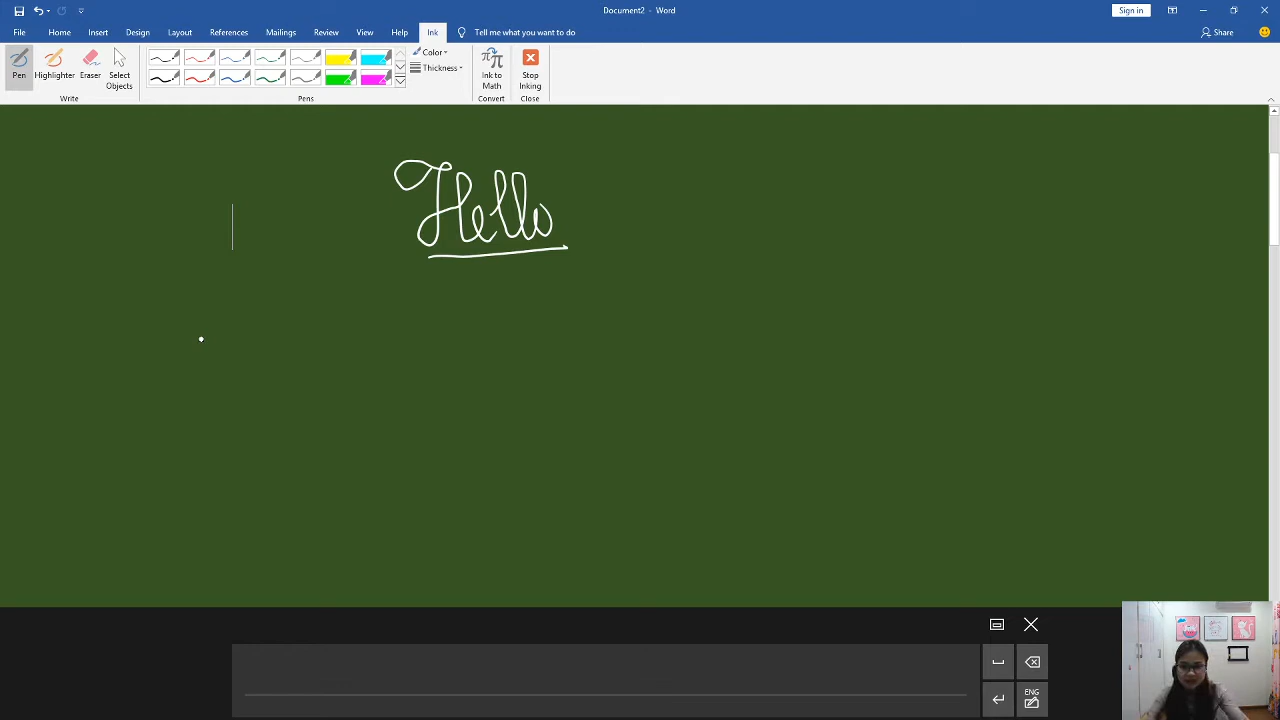 Document2 - Word
Sign in
File Home Insert Design Layout References Mailings Review View Help Ink Tell me what you want to do Share
Pen Highlighter Eraser Select Objects
Color
Thickness
Ink to Math
Stop Inking
Write Pens Convert Close
Hello
ENG